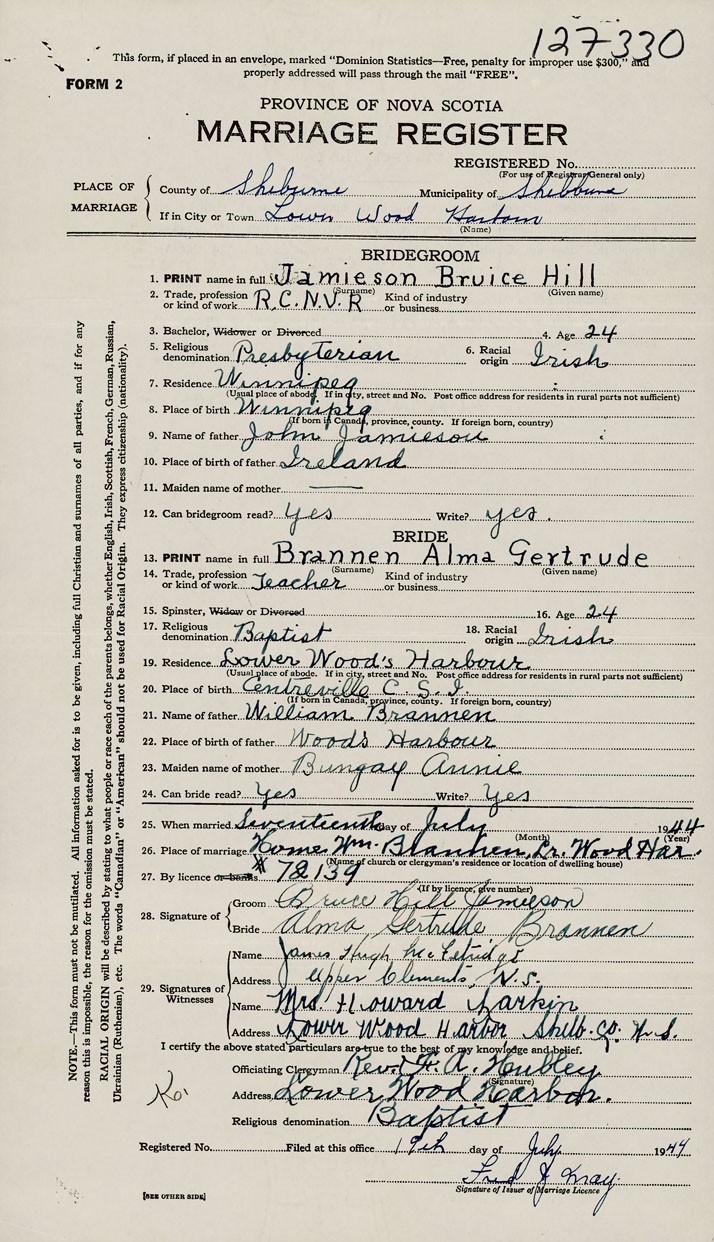 127330
This form, if placed in an envelope, marked "Dominion Statistics—Free, penalty for improper use $300," and
properly addressed will pass through the mail "FREE".
FORM 2
PROVINCE OF NOVA SCOTIA
MARRIAGE REGISTER
REGISTERED No.
(For use of Registrar General only)
PLACE OF MARRIAGE
County of Shelburne Municipality of
If in City or Town Lower Wood
(Name)
BRIDEGROOM
1. PRINT name in full Jamieson Bruice Hill
(Surname) (Given name)
2. Trade, profession or kind of work R.C.N.V.R Kind of industry or business
3. Bachelor, Widower or Divorced 4. Age 24
5. Religious denomination Presbyterian 6. Racial origin Irish
7. Residence Winnipeg
(Usual place of abode. If in city, street and No. Post office address for residents in rural parts not sufficient)
8. Place of birth Winnipeg
(If born in Canada, province, county. If foreign born, country)
9. Name of father John Jamieson
10. Place of birth of father Ireland
11. Maiden name of mother —
12. Can bridegroom read? Yes Write? yes.
BRIDE
13. PRINT name in full Brannen Alma Gertrude
(Surname) (Given name)
14. Trade, profession or kind of work Teacher Kind of industry or business
15. Spinster, Widow or Divorced 16. Age 24
17. Religious denomination Baptist 18. Racial origin Irish
19. Residence Lower Wood's Harbour
(Usual place of abode. If in city, street and No. Post office address for residents in rural parts not sufficient)
20. Place of birth Centreville C. S. I.
(If born in Canada, province, county. If foreign born, country)
21. Name of father William Brannen
22. Place of birth of father Woods Harbour
23. Maiden name of mother Bungay Annie
24. Can bride read? Yes Write? Yes
25. When married Seventeenth day of July 1944
(Month) (Year)
26. Place of marriage Home Wm. Brannen, Lr. Wood Har.
(Name of church or clergyman's residence or location of dwelling house)
27. By licence or banns # 72139
(If by licence, give number)
28. Signature of
Groom Bruce Hill Jamieson
Bride Alma Gertrude Brannen
29. Signatures of Witnesses
Name James Hugh McFetridge
Address Upper Clements, N.S.
Name Mrs. Howard Larkin
Address Lower Wood Harbor Shelb. Co. N.S.
I certify the above stated particulars are true to the best of my knowledge and belief.
Officiating Clergyman Revd A. Hubley
(Signature)
Address Lower Wood Harbor.
Religious denomination Baptist
Registered No. Filed at this office 19th day of July 1944
Signature of Issuer of Marriage Licence
[SEE OTHER SIDE]
NOTE.—This form must not be mutilated. All information asked for is to be given, including full Christian and surnames of all parties, and if for any
reason this is impossible, the reason for the omission must be stated.
RACIAL ORIGIN will be described by stating to what people or race each of the parents belongs, whether English, Irish, Scottish, French, German, Russian,
Ukrainian (Ruthenian), etc. The words "Canadian" or "American" should not be used for Racial Origin. They express citizenship (nationality).